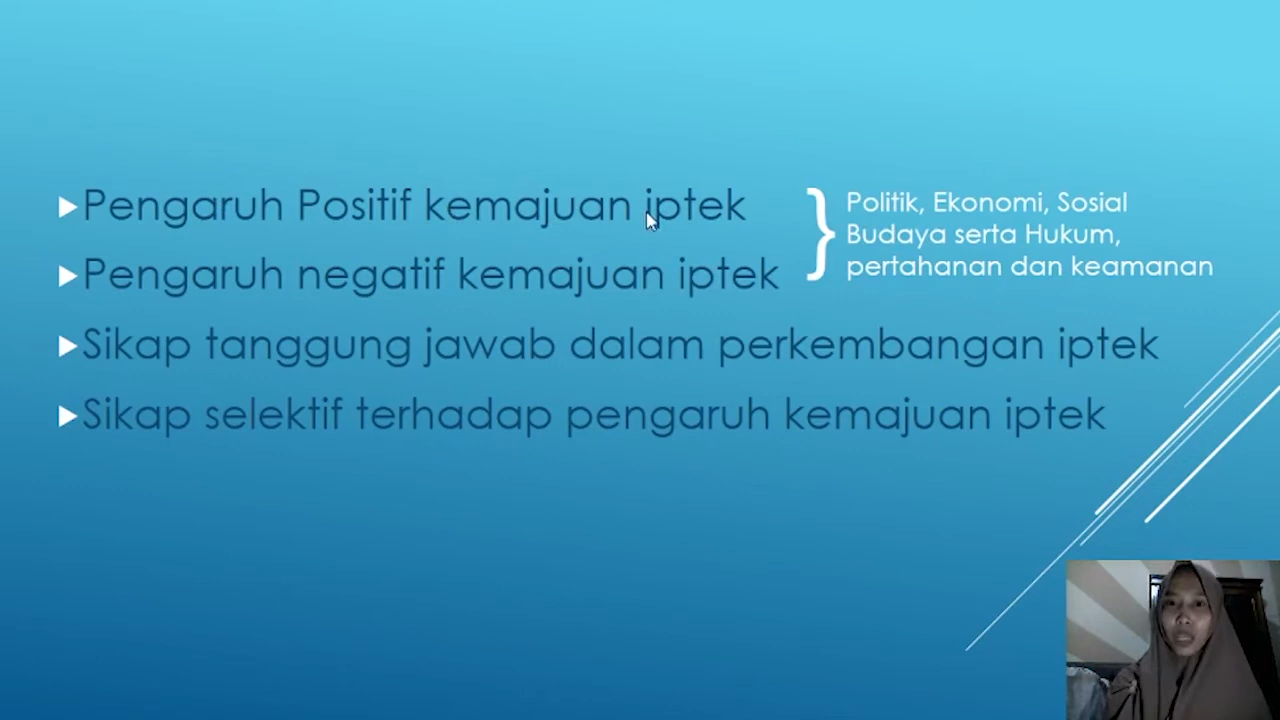 Pengaruh Positif kemajuan iptek
Pengaruh negatif kemajuan iptek
Politik, Ekonomi, Sosial
Budaya serta Hukum,
pertahanan dan keamanan
Sikap tanggung jawab dalam perkembangan iptek
Sikap selektif terhadap pengaruh kemajuan iptek